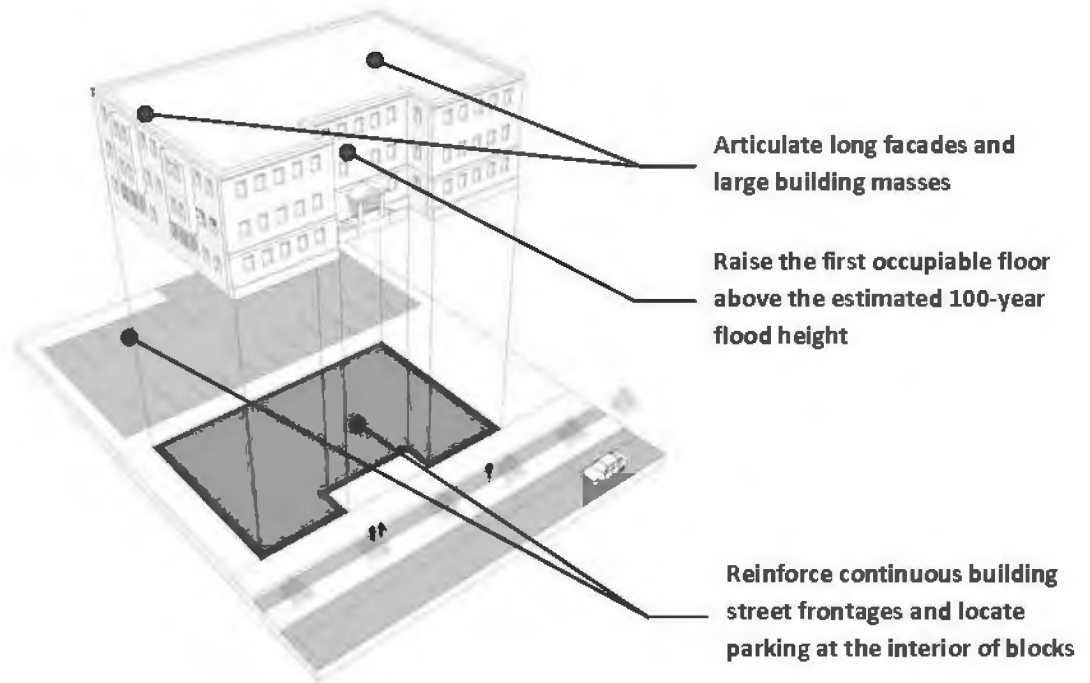 Articulate long facades and
large building masses
Raise the first occupiable floor
above the estimated 100-year
flood height
Reinforce continuous building
street frontages and locate
parking at the interior of blocks